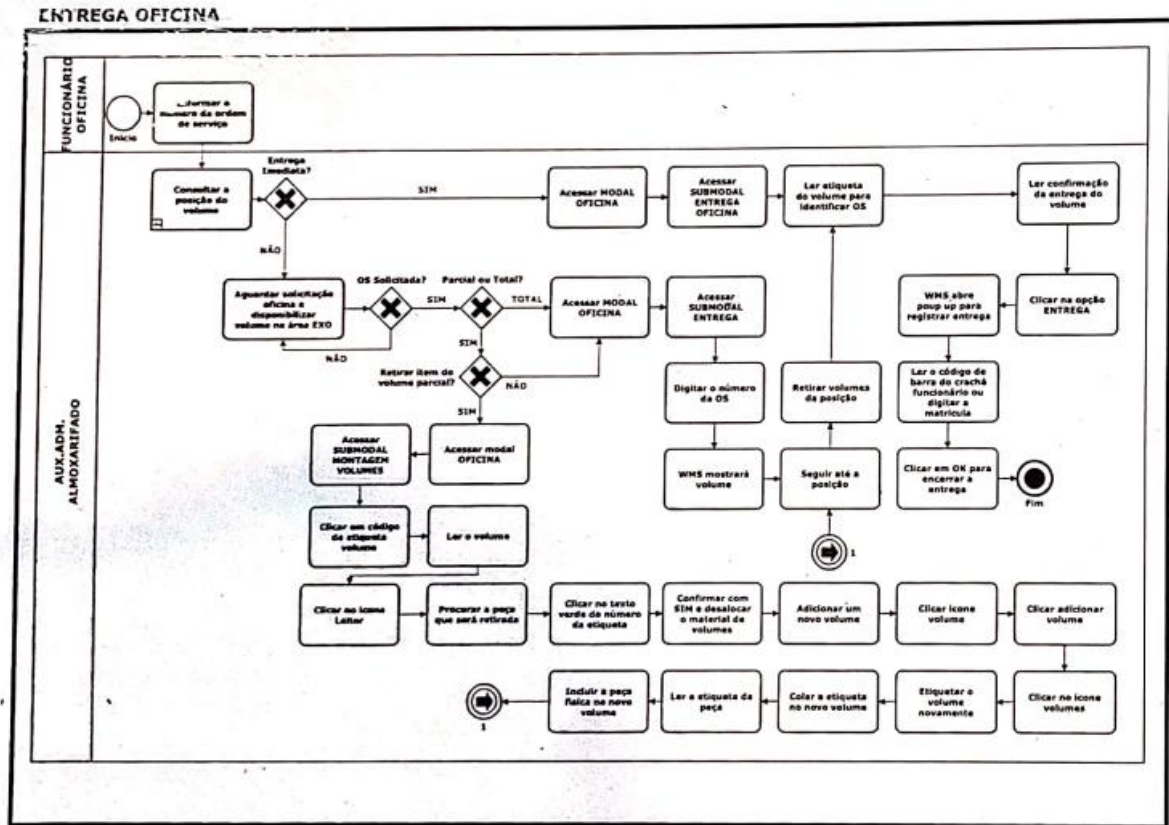 ENTREGA OFICINA
FUNCIONÁRIO
OFICINA
Início
número da ordem
de serviço
AUX.ADM.
ALMOXARIFADO
Consultar a
posição do
volume
Entrega
Imediata?
SIM
NÃO
Acessar MODAL
OFICINA
Acessar
SUBMODAL
ENTREGA
OFICINA
Ler etiqueta
do volume para
identificar OS
Ler confirmação
da entrega do
volume
Aguardar solicitação
oficina e
disponibilizar
volume na área EXO
OS Solicitada?
SIM
NÃO
Parcial ou Total?
TOTAL
SIM
Acessar MODAL
OFICINA
Acessar
SUBMODAL
ENTREGA
WMS abre
poup up para
registrar entrega
Clicar na opção
ENTREGA
Retirar item do
volume parcial?
NÃO
SIM
Digitar o número
da OS
Retirar volumes
da posição
Ler o código de
barra do crachá
funcionário ou
digitar a
matrícula
Acessar
SUBMODAL
MONTAGEM
VOLUMES
Acessar modal
OFICINA
WMS mostrará
volume
Seguir até a
posição
Clicar em OK para
encerrar a
entrega
Fim
Clicar em código
da etiqueta
volume
Ler o volume
1
Clicar no ícone
Leitor
Procurar a peça
que será retirada
Clicar no texto
verde do número
da etiqueta
Confirmar com
SIM e desalocar
o material de
volumes
Adicionar um
novo volume
Clicar ícone
volume
Clicar adicionar
volume
1
Incluir a peça
física no novo
volume
Ler a etiqueta da
peça
Colar a etiqueta
no novo volume
Etiquetar o
volume
novamente
Clicar no ícone
volumes